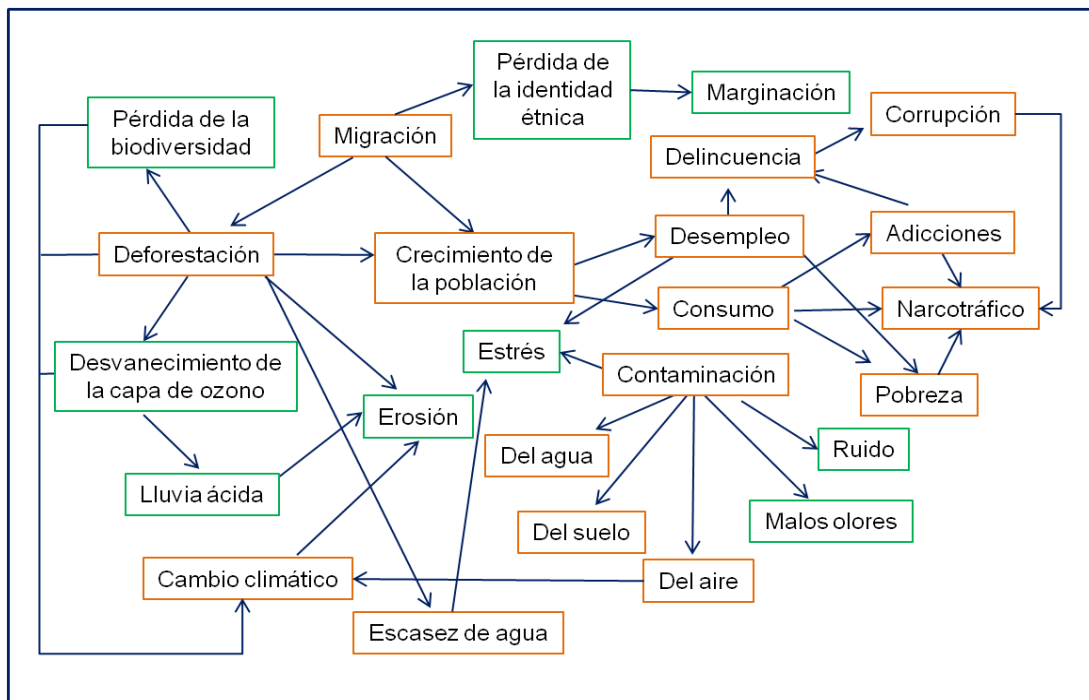 Pérdida de
la identidad
étnica
Marginación
Pérdida de la
biodiversidad
Migración
Corrupción
Delincuencia
Deforestación
Crecimiento de
la población
Desempleo
Adicciones
Consumo
Narcotráfico
Desvanecimiento de
la capa de ozono
Estrés
Contaminación
Pobreza
Erosión
Del agua
Ruido
Lluvia ácida
Del suelo
Malos olores
Cambio climático
Del aire
Escasez de agua